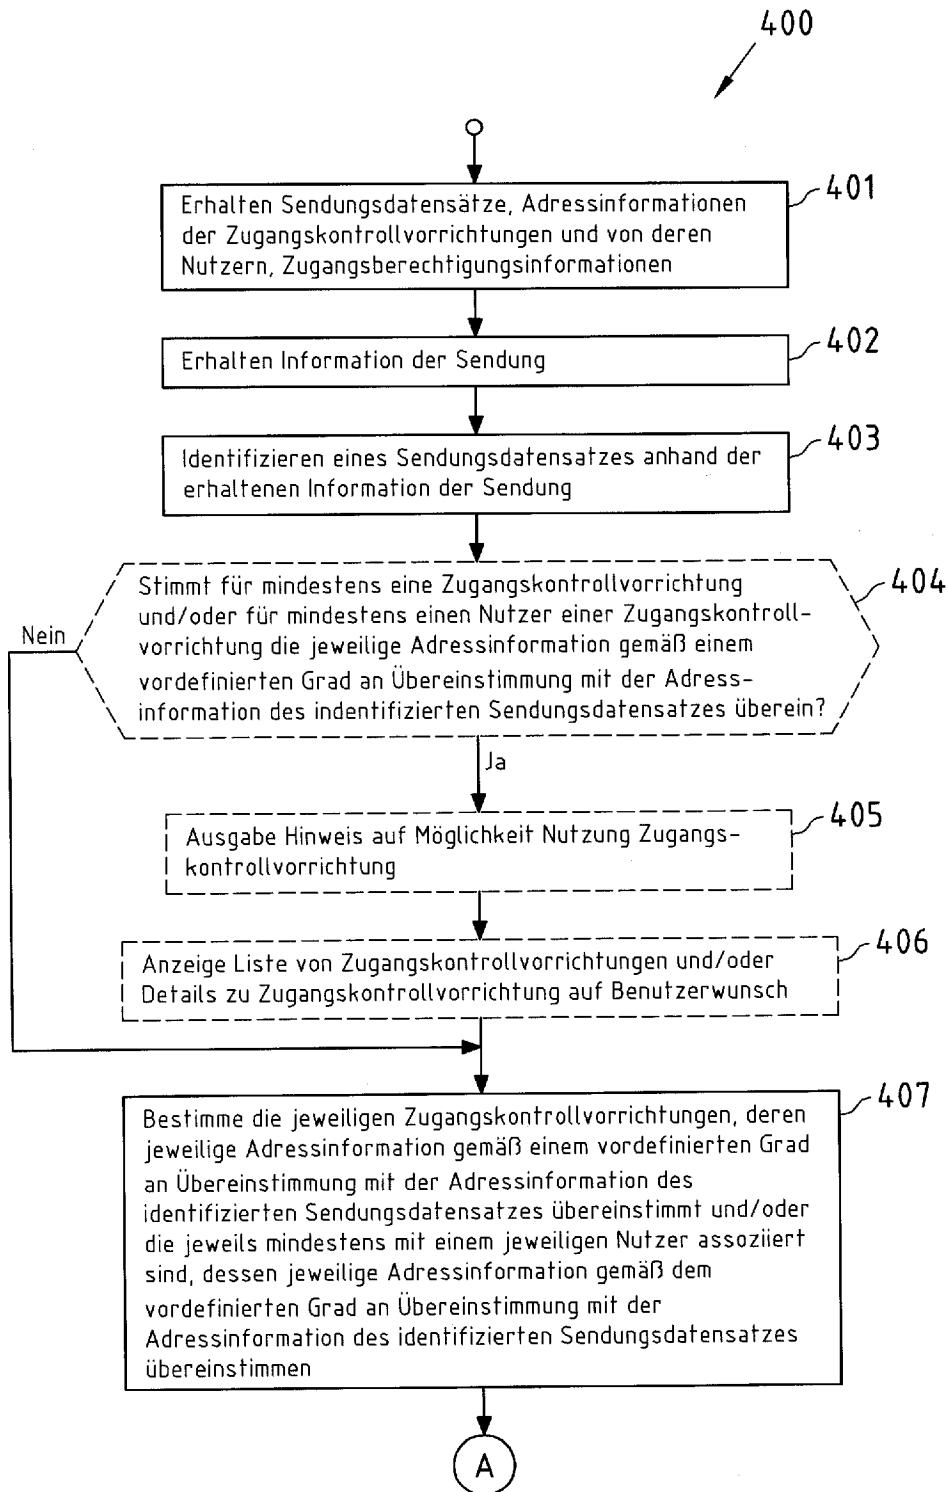 400
401
Erhalten Sendungsdatensätze, Adressinformationen
der Zugangskontrollvorrichtungen und von deren
Nutzern, Zugangsberechtigungsinformationen
402
Erhalten Information der Sendung
403
Identifizieren eines Sendungsdatensatzes anhand der
erhaltenen Information der Sendung
404
Stimmt für mindestens eine Zugangskontrollvorrichtung
und/oder für mindestens einen Nutzer einer Zugangskontroll-
vorrichtung die jeweilige Adressinformation gemäß einem
vordefinierten Grad an Übereinstimmung mit der Adress-
information des indentifizierten Sendungsdatensatzes überein?
Nein
Ja
405
Ausgabe Hinweis auf Möglichkeit Nutzung Zugangs-
kontrollvorrichtung
406
Anzeige Liste von Zugangskontrollvorrichtungen und/oder
Details zu Zugangskontrollvorrichtung auf Benutzerwunsch
407
Bestimme die jeweiligen Zugangskontrollvorrichtungen, deren
jeweilige Adressinformation gemäß einem vordefinierten Grad
an Übereinstimmung mit der Adressinformation des
identifizierten Sendungsdatensatzes übereinstimmt und/oder
die jeweils mindestens mit einem jeweiligen Nutzer assoziiert
sind, dessen jeweilige Adressinformation gemäß dem
vordefinierten Grad an Übereinstimmung mit der
Adressinformation des identifizierten Sendungsdatensatzes
übereinstimmen
A